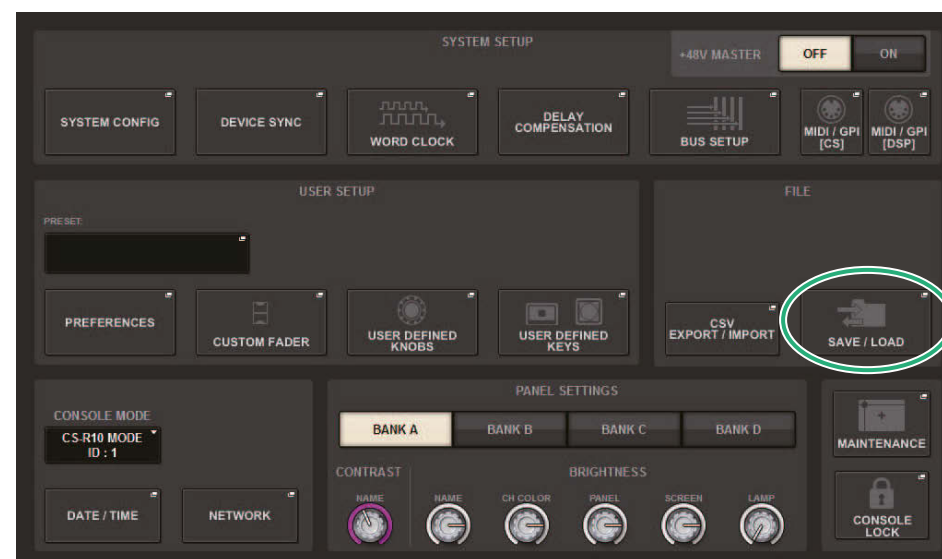 SYSTEM SETUP
+48V MASTER
OFF
ON
SYSTEM CONFIG
DEVICE SYNC
WORD CLOCK
DELAY
COMPENSATION
BUS SETUP
MIDI / GPI
[CS]
MIDI / GPI
[DSP]
USER SETUP
PRESET
PREFERENCES
CUSTOM FADER
USER DEFINED
KNOBS
USER DEFINED
KEYS
FILE
CSV
EXPORT / IMPORT
SAVE / LOAD
CONSOLE MODE
CS-R10 MODE
ID : 1
DATE / TIME
NETWORK
PANEL SETTINGS
BANK A
BANK B
BANK C
BANK D
CONTRAST
BRIGHTNESS
NAME
NAME
CH COLOR
PANEL
SCREEN
LAMP
MAINTENANCE
CONSOLE
LOCK